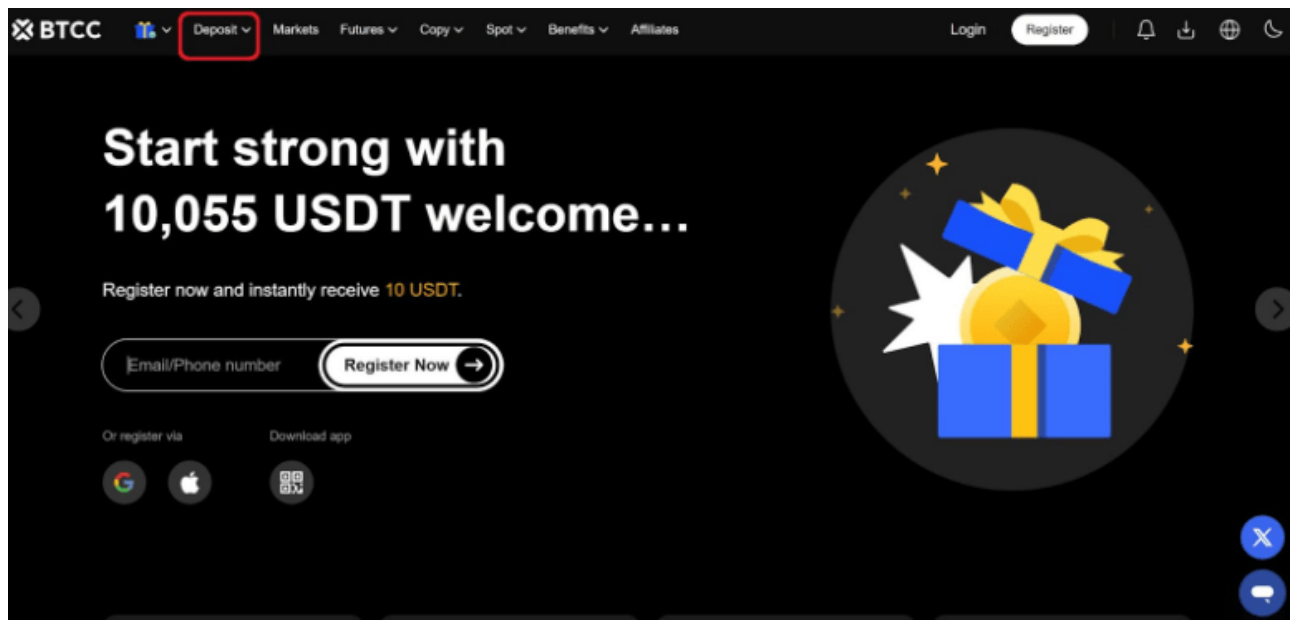 BTCC Deposit Markets Futures Copy Spot Benefits Affiliates Login Register
Start strong with
10,055 USDT welcome...
Register now and instantly receive 10 USDT.
Email/Phone number Register Now
Or register via Download app